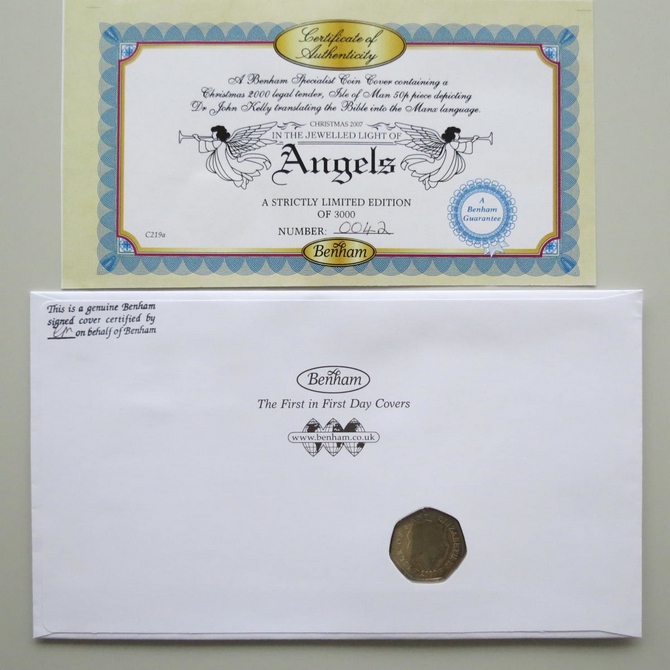 Certificate of
Authenticity
A Benham Specialist Coin Cover containing a
Christmas 2000 legal tender, Isle of Man 50p piece depicting
Dr John Kelly translating the Bible into the Manx language.
CHRISTMAS 2007
IN THE JEWELLED LIGHT OF
Angels
A STRICTLY LIMITED EDITION
OF 3000
NUMBER: 0042
C219a
A
Benham
Guarantee
Benham
This is a genuine Benham
signed cover certified by
on behalf of Benham
Benham
The First in First Day Covers
www.benham.co.uk